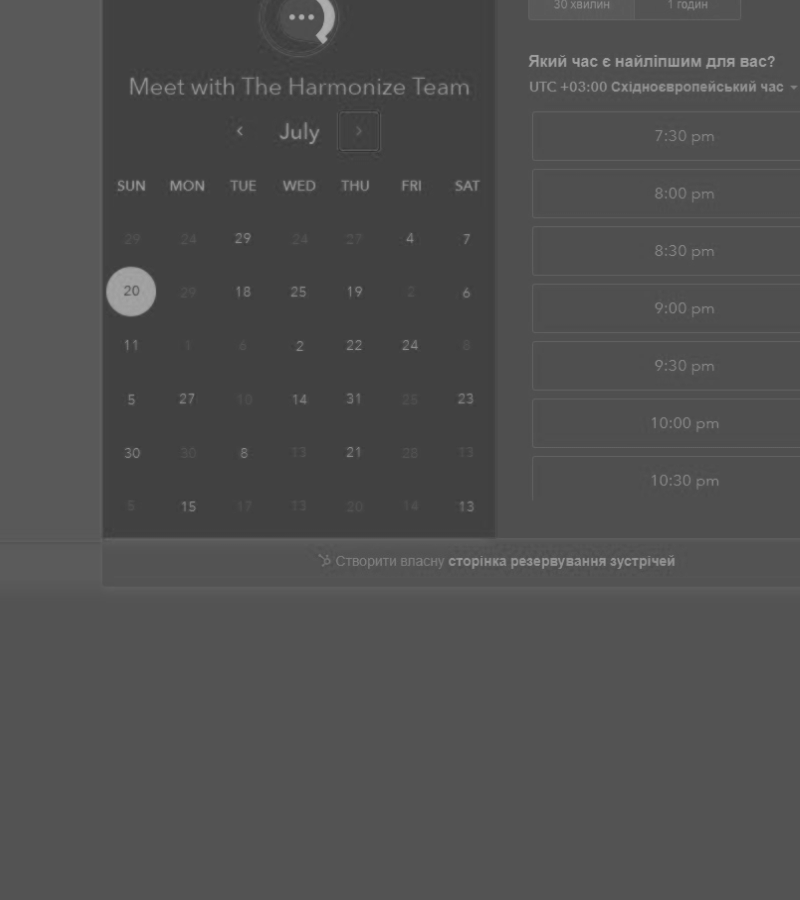 30 хвилин 1 годин
Який час є найліпшим для вас?
Meet with The Harmonize Team
UTC +03:00 Східноєвропейський час
‹ July ›
7:30 pm
SUN MON TUE WED THU FRI SAT
8:00 pm
29 24 29 24 27 4 7
8:30 pm
20 29 18 25 19 2 6
9:00 pm
11 6 2 22 24 8
9:30 pm
5 27 10 14 31 25 23
10:00 pm
30 30 8 13 21 28 13
10:30 pm
5 15 17 13 20 14 13
Створити власну сторінка резервування зустрічей